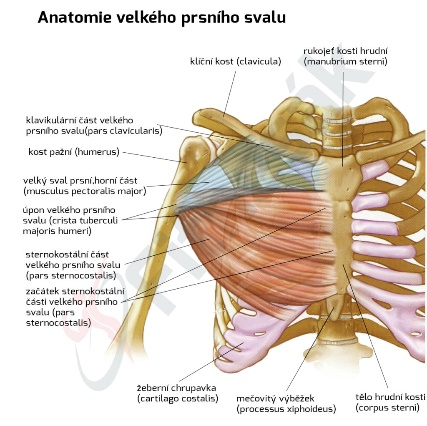 Anatomie velkého prsního svalu
rukojeť kosti hrudní
(manubrium sterni)
klíční kost (clavicula)
klavikulární část velkého
prsního svalu(pars clavicularis)
kost pažní (humerus)
velký sval prsní,horní část
(musculus pectoralis major)
úpon velkého prsního
svalu (crista tuberculi
majoris humeri)
sternokostální část
velkého prsního svalu
(pars sternocostalis)
začátek sternokostální
části velkého prsního
svalu (pars
sternocostalis)
žeberní chrupavka
(cartilago costalis)
mečovitý výběžek
(processus xiphoideus)
tělo hrudní kosti
(corpus sterni)